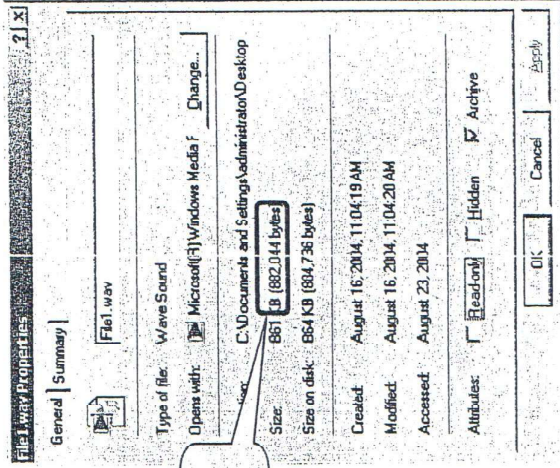 File1.wav Properties ? X
General Summary
File1.wav
Type of file: Wave Sound
Opens with: Microsoft(R) Windows Media F Change...
C:\Documents and Settings\administrator\Desktop
Size: 861 KB (882,044 bytes)
Size on disk: 864 KB (884,736 bytes)
Created: August 16, 2004, 11:04:19 AM
Modified: August 16, 2004, 11:04:20 AM
Accessed: August 23, 2004
Attributes: Read-only Hidden Archive
OK Cancel Apply